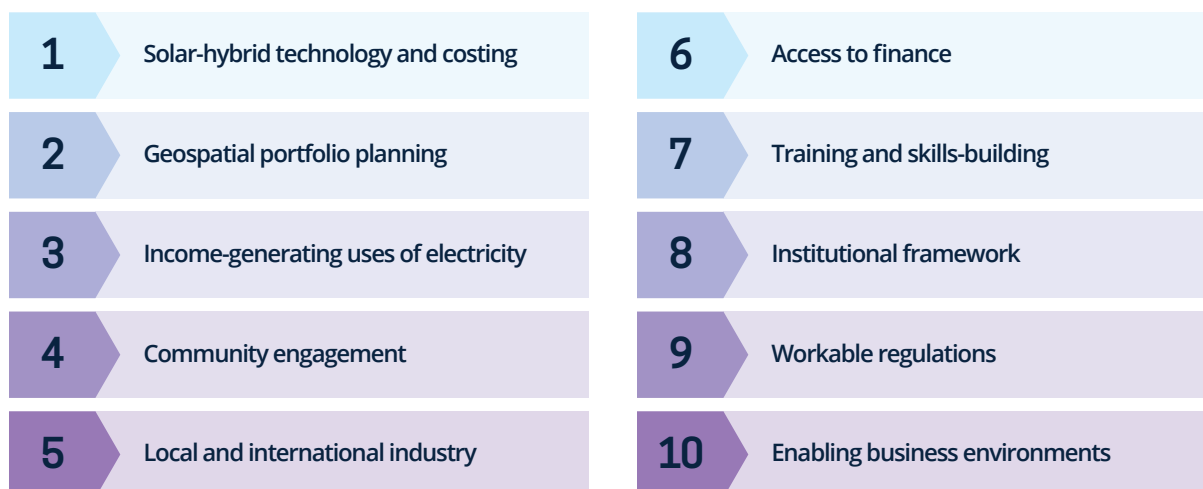 1 Solar-hybrid technology and costing
2 Geospatial portfolio planning
3 Income-generating uses of electricity
4 Community engagement
5 Local and international industry
6 Access to finance
7 Training and skills-building
8 Institutional framework
9 Workable regulations
10 Enabling business environments